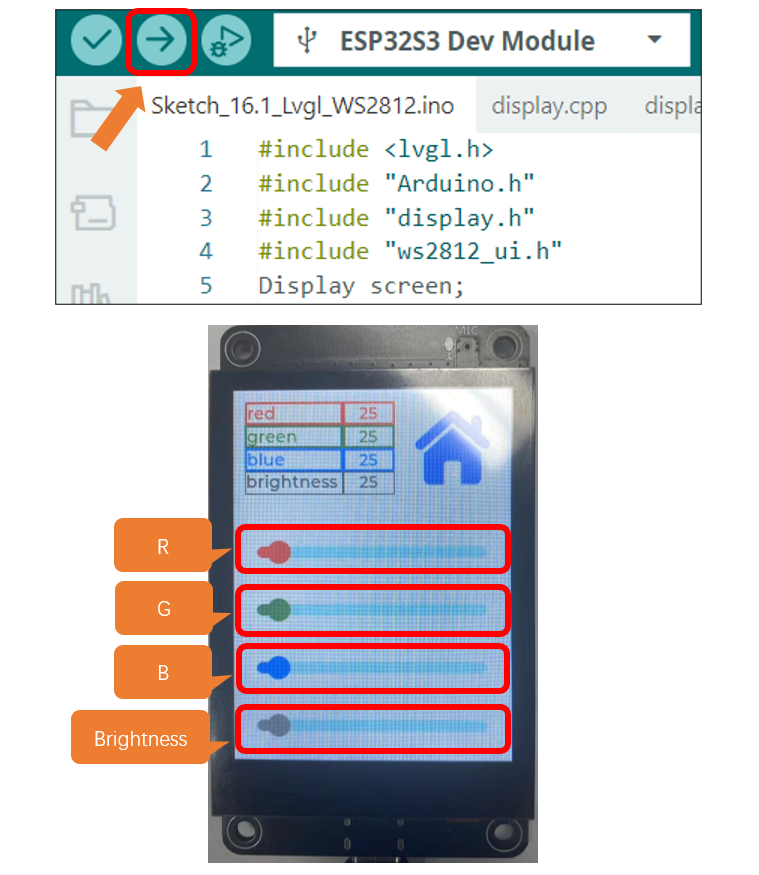 ESP32S3 Dev Module
Sketch_16.1_Lvgl_WS2812.ino display.cpp displa
1 #include <lvgl.h>
2 #include "Arduino.h"
3 #include "display.h"
4 #include "ws2812_ui.h"
5 Display screen;
MIC
red 25
green 25
blue 25
brightness 25
R
G
B
Brightness